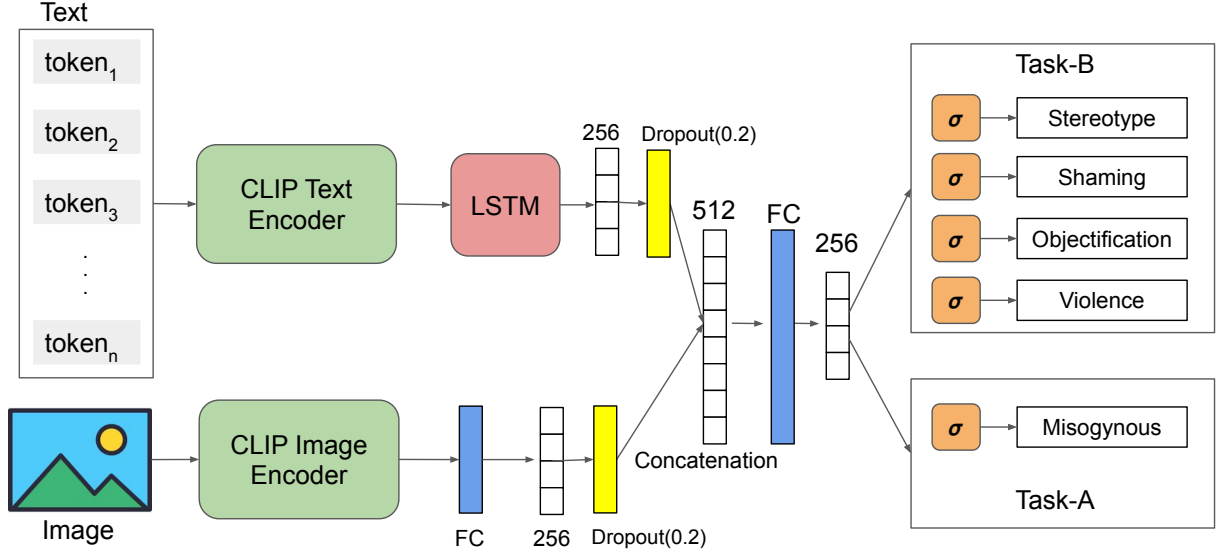 Text
token1
token2
token3
.
.
.
tokenn
CLIP Text
Encoder
LSTM
256
Dropout(0.2)
Image
CLIP Image
Encoder
FC
256
Dropout(0.2)
512
Concatenation
FC
256
Task-B
σ
Stereotype
σ
Shaming
σ
Objectification
σ
Violence
σ
Misogynous
Task-A